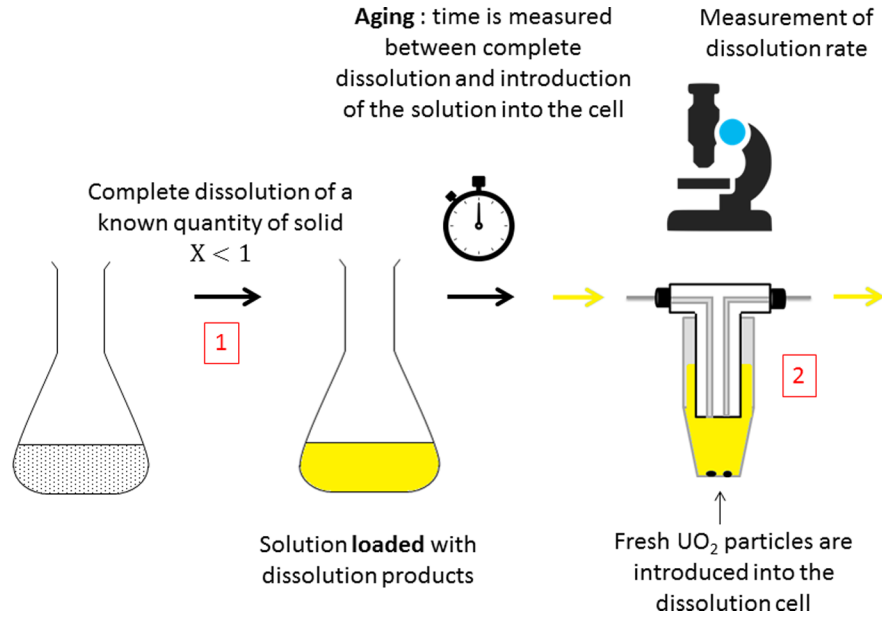 Aging : time is measured
between complete
dissolution and introduction
of the solution into the cell
Measurement of
dissolution rate
Complete dissolution of a
known quantity of solid
X < 1
1
2
Solution loaded with
dissolution products
Fresh UO₂ particles are
introduced into the
dissolution cell